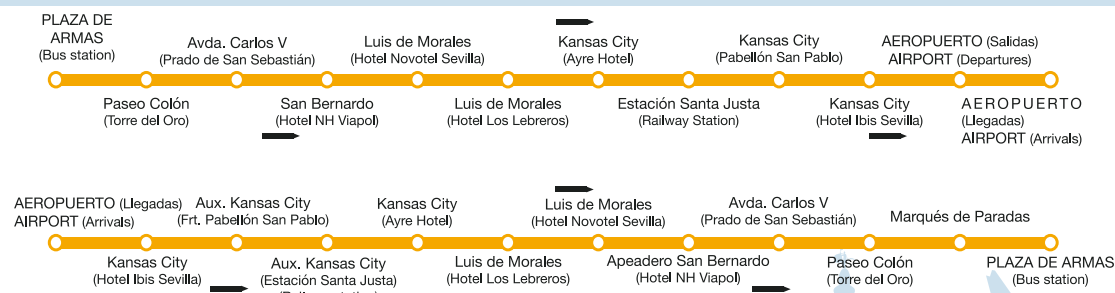 PLAZA DE
ARMAS
(Bus station)
Paseo Colón
(Torre del Oro)
Avda. Carlos V
(Prado de San Sebastián)
San Bernardo
(Hotel NH Viapol)
Luis de Morales
(Hotel Novotel Sevilla)
Luis de Morales
(Hotel Los Lebreros)
Kansas City
(Ayre Hotel)
Estación Santa Justa
(Railway Station)
Kansas City
(Pabellón San Pablo)
Kansas City
(Hotel Ibis Sevilla)
AEROPUERTO (Salidas)
AIRPORT (Departures)
AEROPUERTO
(Llegadas)
AIRPORT (Arrivals)
AEROPUERTO (Llegadas)
AIRPORT (Arrivals)
Kansas City
(Hotel Ibis Sevilla)
Aux. Kansas City
(Frt. Pabellón San Pablo)
Aux. Kansas City
(Estación Santa Justa)
Kansas City
(Ayre Hotel)
Luis de Morales
(Hotel Los Lebreros)
Luis de Morales
(Hotel Novotel Sevilla)
Apeadero San Bernardo
(Hotel NH Viapol)
Avda. Carlos V
(Prado de San Sebastián)
Paseo Colón
(Torre del Oro)
Marqués de Paradas
PLAZA DE ARMAS
(Bus station)